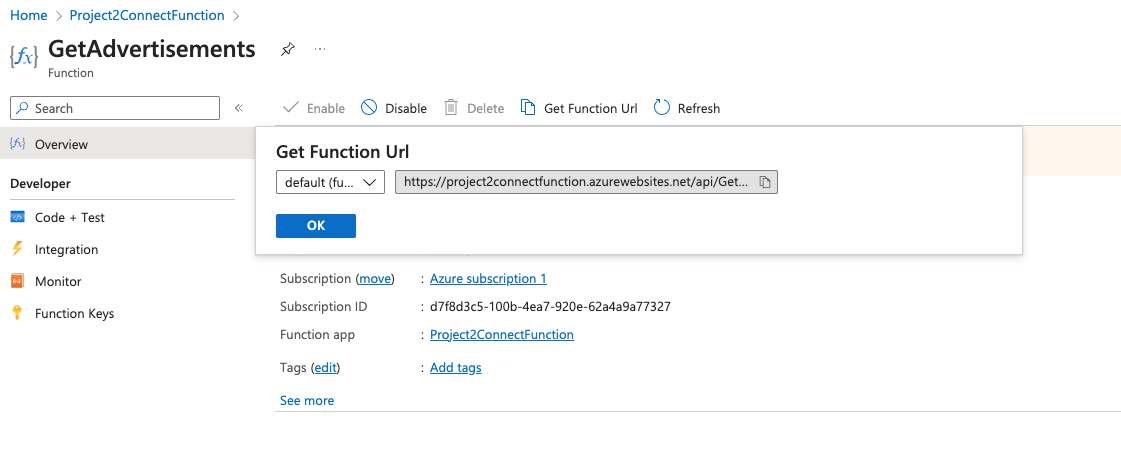 Home > Project2ConnectFunction >
{fx} GetAdvertisements ...
Function
Search «
Enable Disable Delete Get Function Url Refresh
Overview
Get Function Url
default (fu... https://project2connectfunction.azurewebsites.net/api/Get...
OK
Developer
Code + Test
Integration
Monitor
Function Keys
Subscription (move) : Azure subscription 1
Subscription ID : d7f8d3c5-100b-4ea7-920e-62a4a9a77327
Function app : Project2ConnectFunction
Tags (edit) : Add tags
See more